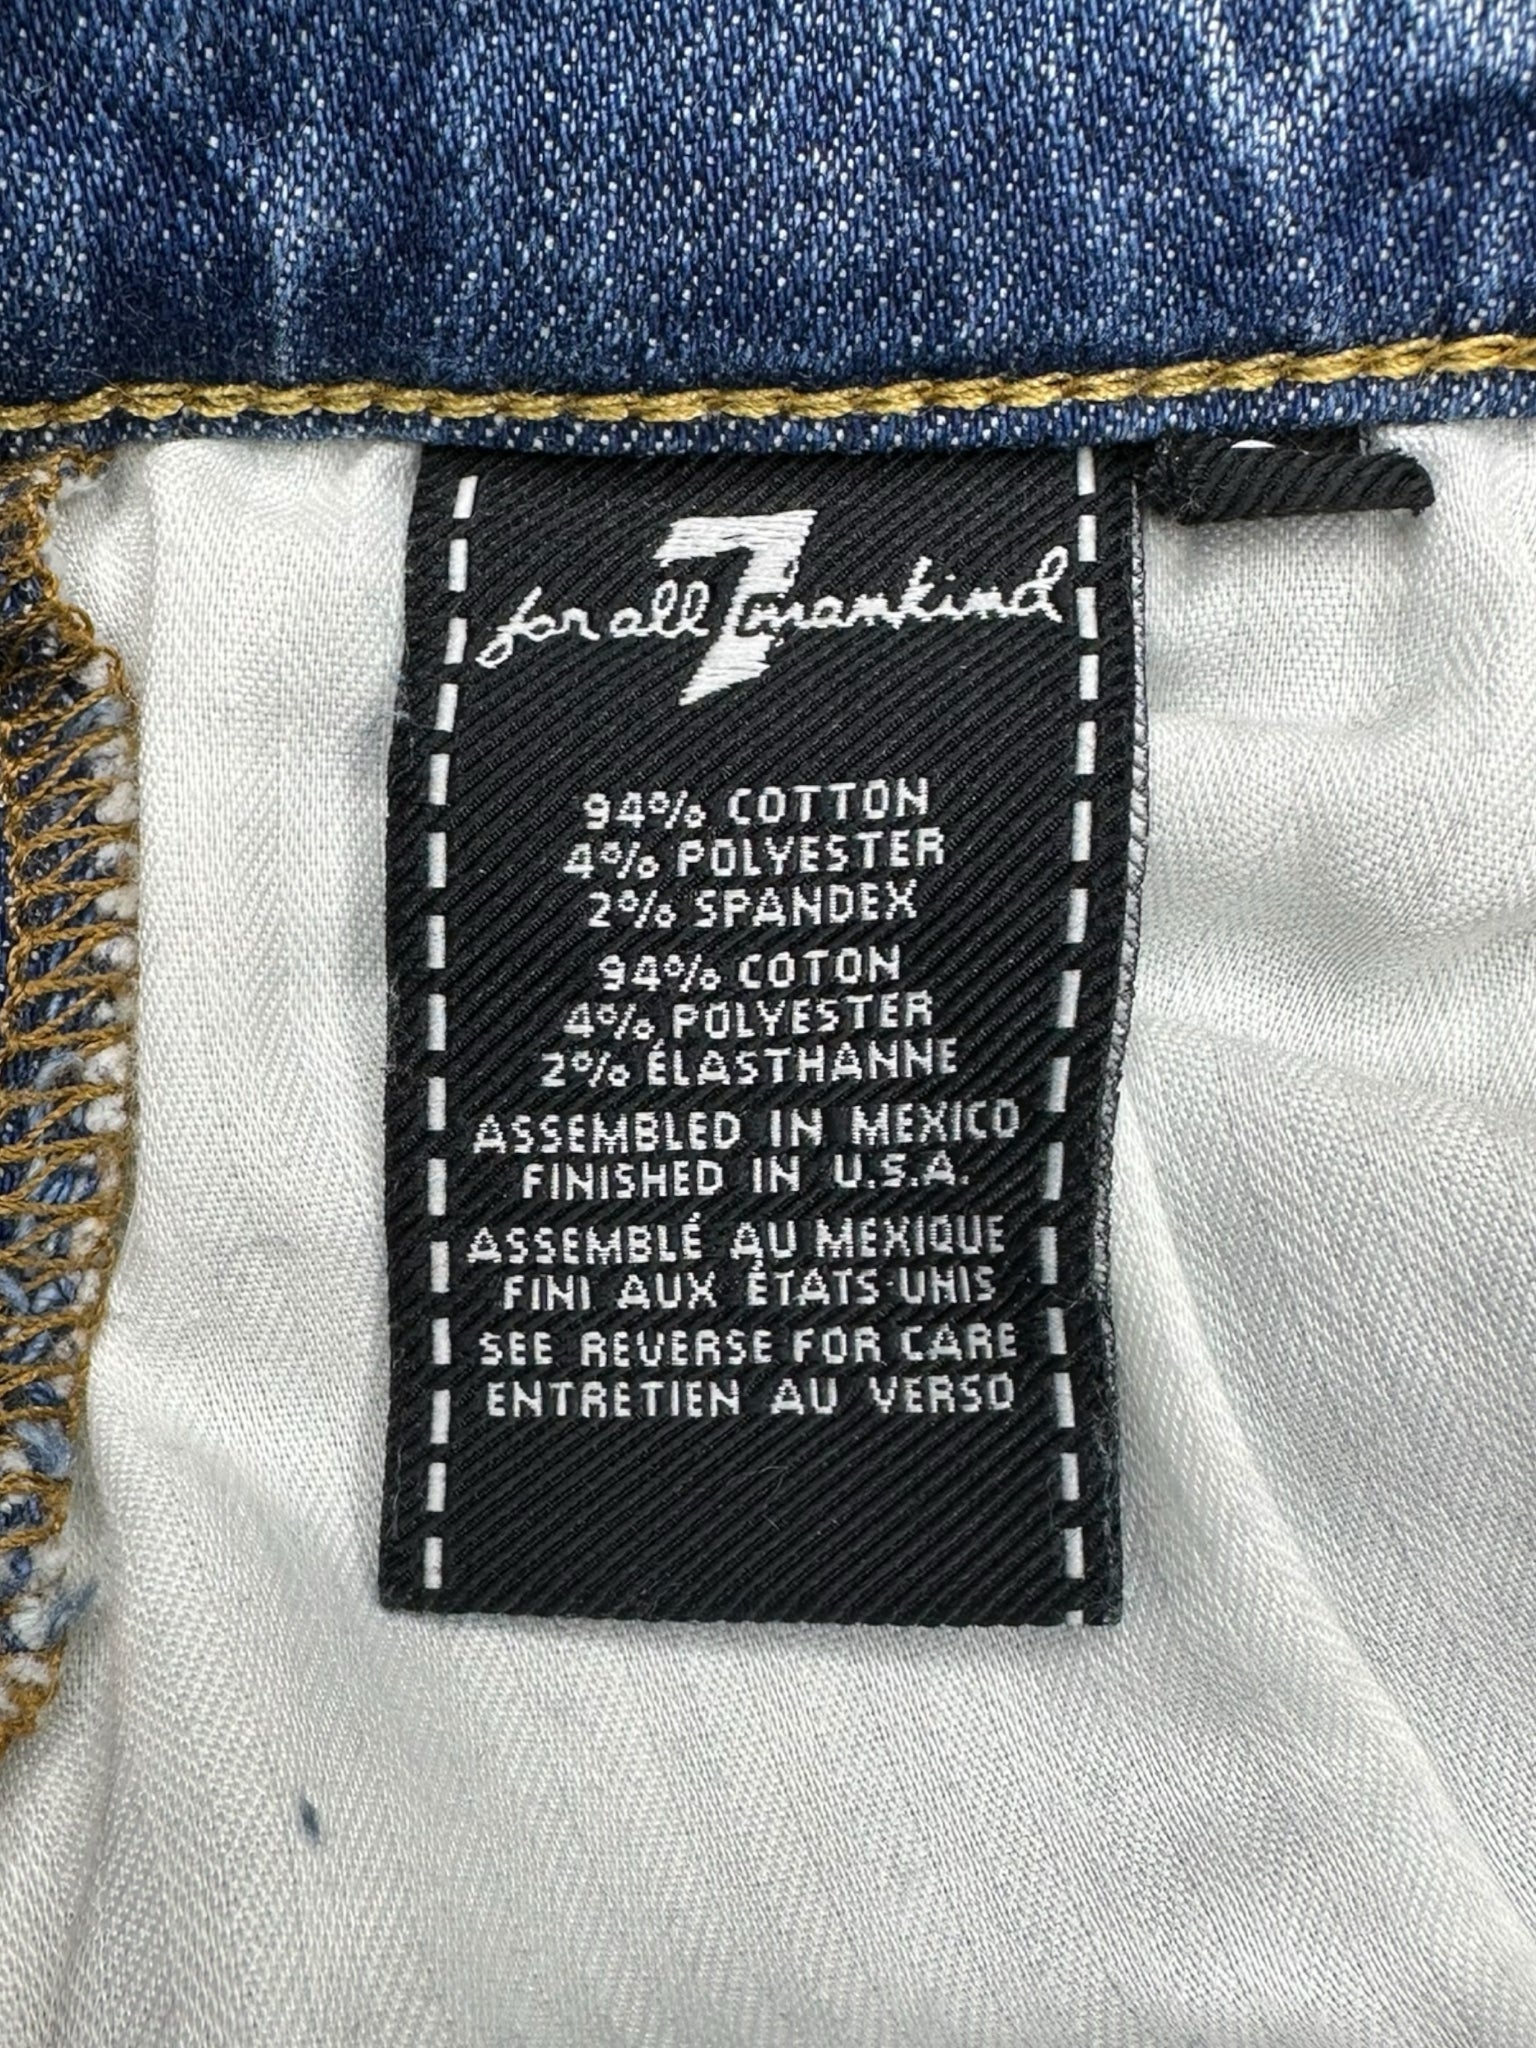 7
for all mankind
94% COTTON
4% POLYESTER
2% SPANDEX
94% COTON
4% POLYESTER
2% ÉLASTHANNE
ASSEMBLED IN MEXICO
FINISHED IN U.S.A.
ASSEMBLÉ AU MEXIQUE
FINI AUX ÉTATS-UNIS
SEE REVERSE FOR CARE
ENTRETIEN AU VERSO